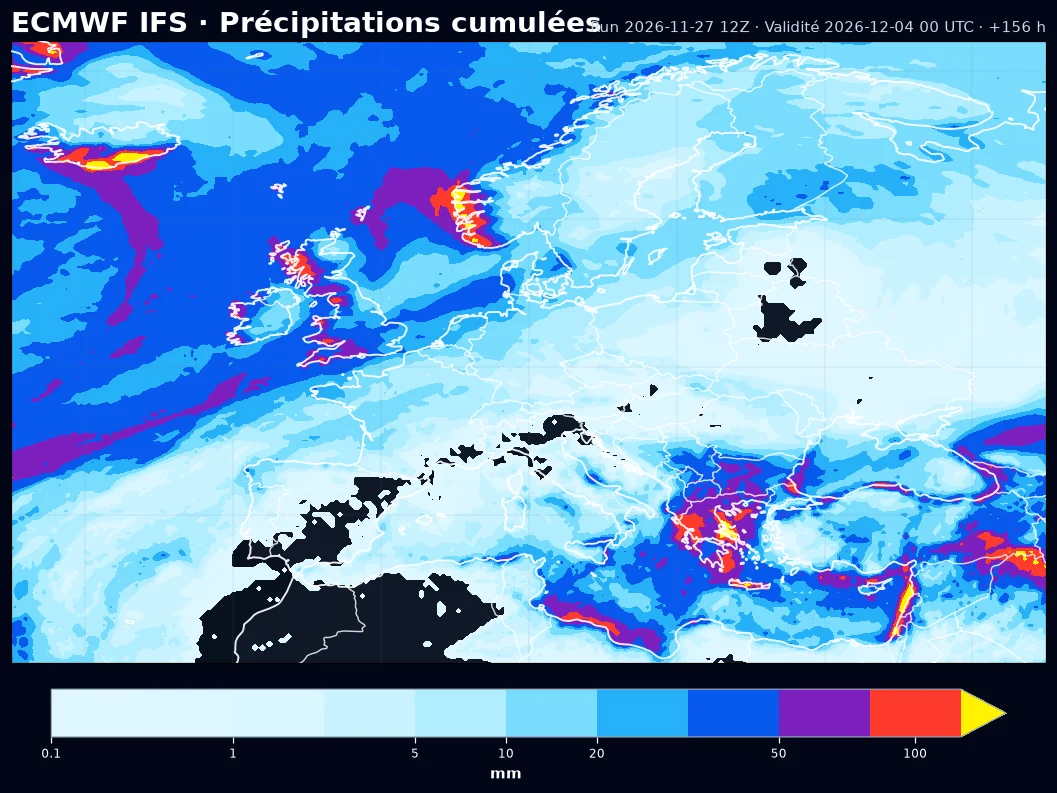 ECMWF IFS · Précipitations cumulées
Run 2026-11-27 12Z · Validité 2026-12-04 00 UTC · +156 h
0.1 1 5 10 20 50 100
mm